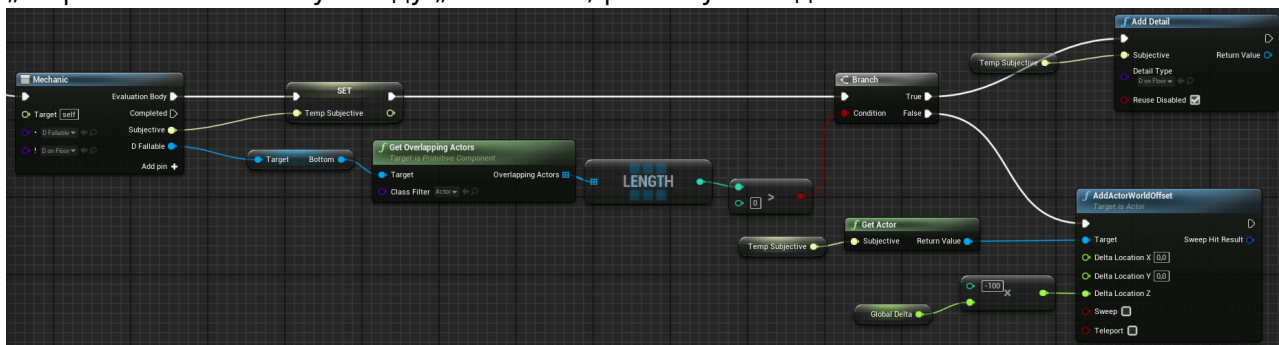 Mechanic
Evaluation Body
Target self
Completed
Subjective
D Fallable
D Fallable
! D on Floor
Add pin +
SET
Temp Subjective
Target Bottom
Get Overlapping Actors
Target is Primitive Component
Target
Overlapping Actors
Class Filter Actor
LENGTH
0
>
Branch
True
Condition
False
Temp Subjective
Add Detail
Subjective
Return Value
Detail Type
D on Floor
Reuse Disabled
Temp Subjective
Get Actor
Subjective
Return Value
Global Delta
-100
×
AddActorWorldOffset
Target is Actor
Target
Sweep Hit Result
Delta Location X 0,0
Delta Location Y 0,0
Delta Location Z
Sweep
Teleport